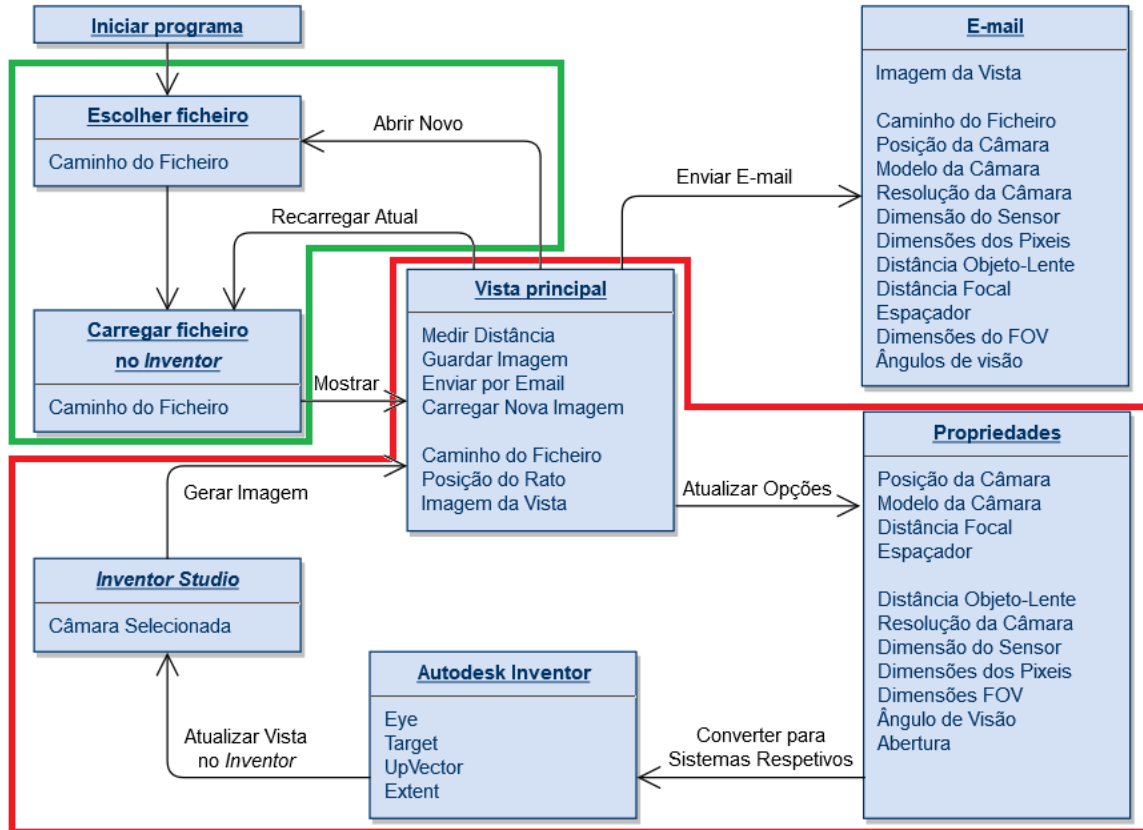 Iniciar programa
Escolher ficheiro
Caminho do Ficheiro
Abrir Novo
Recarregar Atual
Carregar ficheiro
no Inventor
Caminho do Ficheiro
Mostrar
Vista principal
Medir Distância
Guardar Imagem
Enviar por Email
Carregar Nova Imagem
Caminho do Ficheiro
Posição do Rato
Imagem da Vista
Enviar E-mail
E-mail
Imagem da Vista
Caminho do Ficheiro
Posição da Câmara
Modelo da Câmara
Resolução da Câmara
Dimensão do Sensor
Dimensões dos Pixeis
Distância Objeto-Lente
Distância Focal
Espaçador
Dimensões do FOV
Ângulos de visão
Atualizar Opções
Propriedades
Posição da Câmara
Modelo da Câmara
Distância Focal
Espaçador
Distância Objeto-Lente
Resolução da Câmara
Dimensão do Sensor
Dimensões dos Pixeis
Dimensões FOV
Ângulo de Visão
Abertura
Converter para
Sistemas Respetivos
Autodesk Inventor
Eye
Target
UpVector
Extent
Atualizar Vista
no Inventor
Inventor Studio
Câmara Selecionada
Gerar Imagem